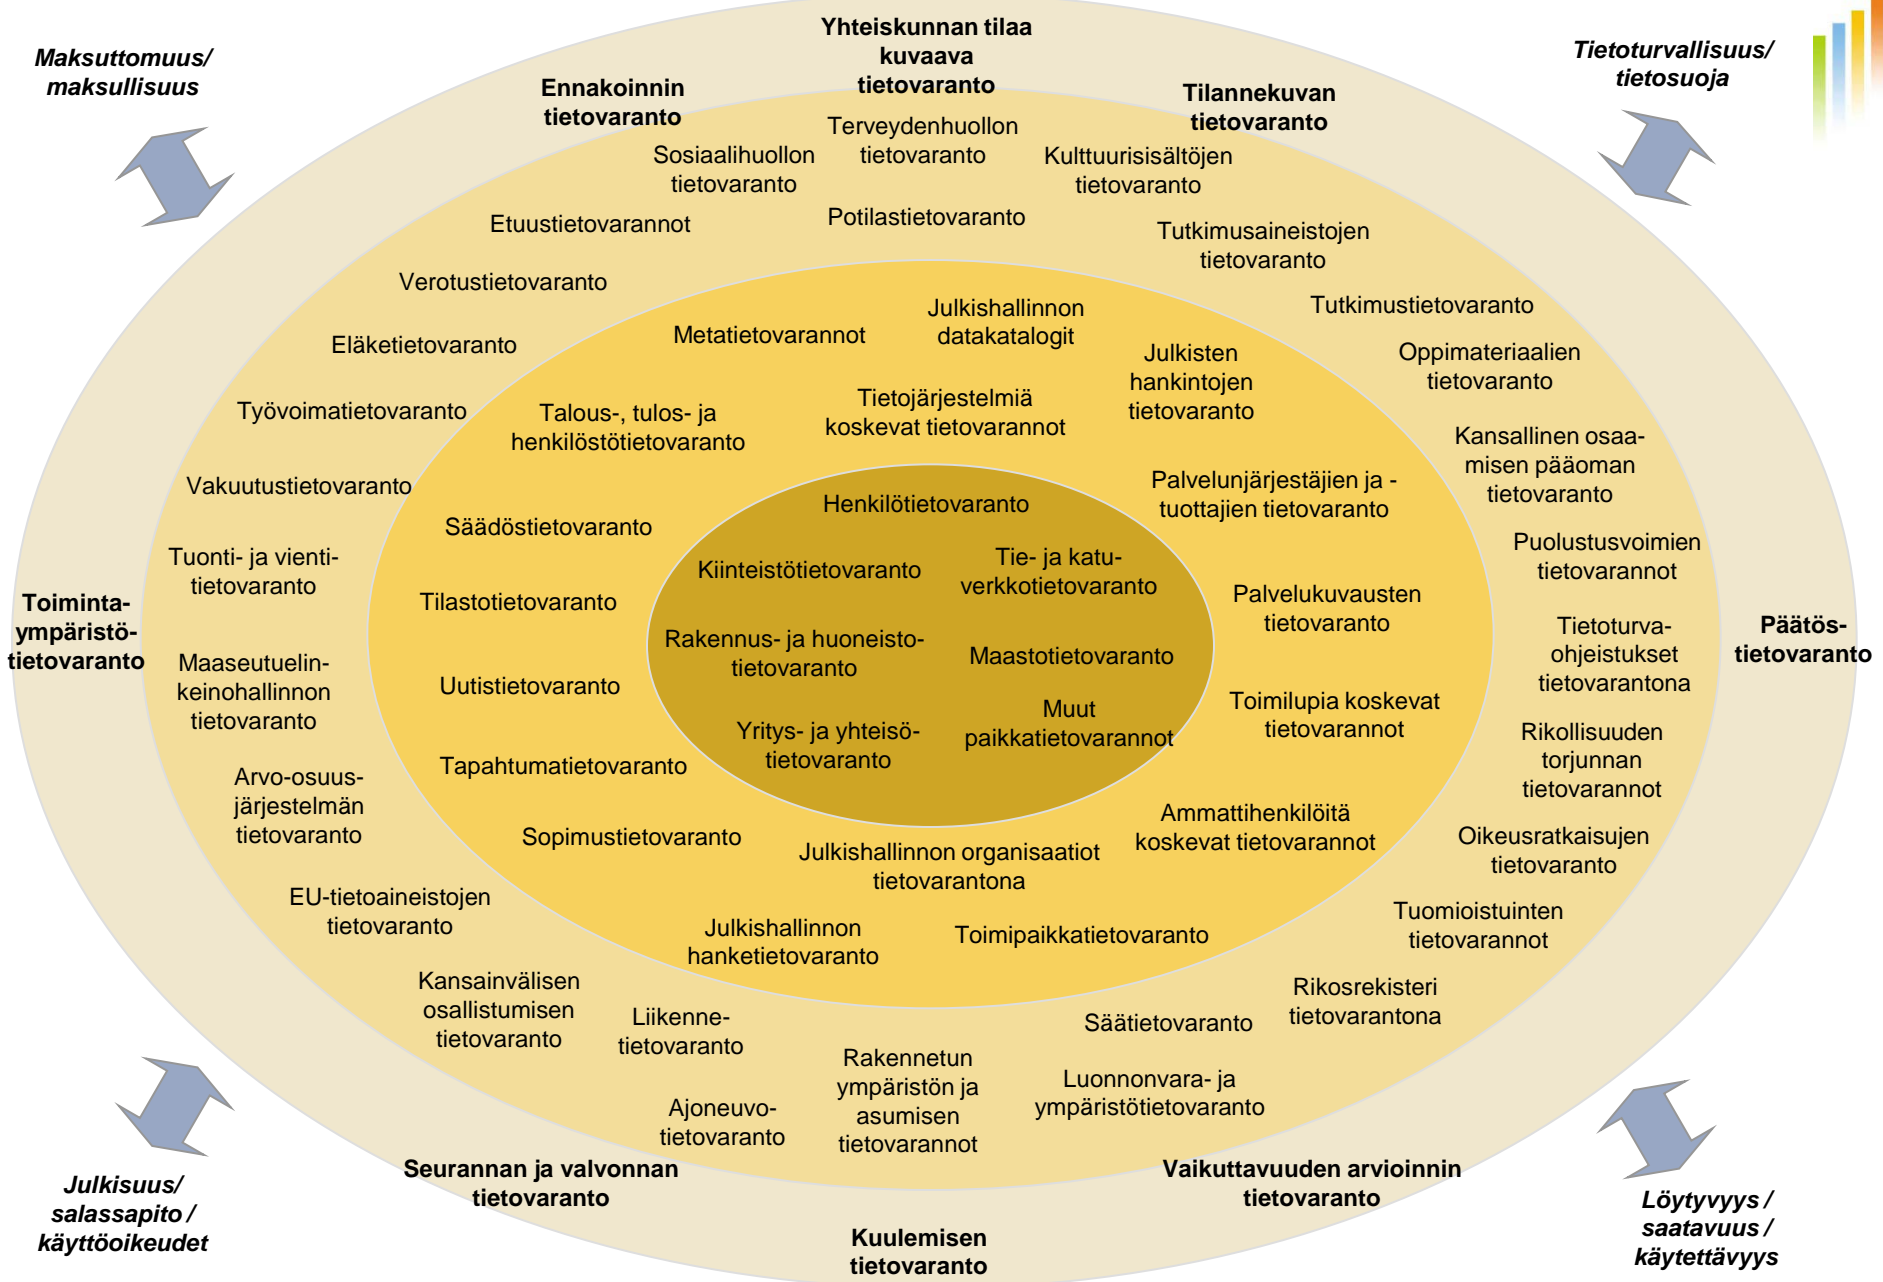 Maksuttomuus/
maksullisuus
Yhteiskunnan tilaa
kuvaava
tietovaranto
Tietoturvallisuus/
tietosuoja
Ennakoinnin
tietovaranto
Tilannekuvan
tietovaranto
Terveydenhuollon
tietovaranto
Sosiaalihuollon
tietovaranto
Kulttuurisisältöjen
tietovaranto
Etuustietovarannot
Potilastietovaranto
Tutkimusaineistojen
tietovaranto
Verotustietovaranto
Tutkimustietovaranto
Eläketietovaranto
Metatietovarannot
Julkishallinnon
datakatalogit
Julkisten
hankintojen
tietovaranto
Oppimateriaalien
tietovaranto
Työvoimatietovaranto
Talous-, tulos- ja
henkilöstötietovaranto
Tietojärjestelmiä
koskevat tietovarannot
Kansallinen osaa-
misen pääoman
tietovaranto
Vakuutustietovaranto
Henkilötietovaranto
Palvelunjärjestäjien ja -
tuottajien tietovaranto
Säädöstietovaranto
Tuonti- ja vienti-
tietovaranto
Kiinteistötietovaranto
Tie- ja katu-
verkkotietovaranto
Puolustusvoimien
tietovarannot
Toiminta-
ympäristö-
tietovaranto
Tilastotietovaranto
Palvelukuvausten
tietovaranto
Tietoturva-
ohjeistukset
tietovarantona
Päätös-
tietovaranto
Maaseutuelin-
keinohallinnon
tietovaranto
Uutistietovaranto
Rakennus- ja huoneisto-
tietovaranto
Maastotietovaranto
Toimilupia koskevat
tietovarannot
Yritys- ja yhteisö-
tietovaranto
Muut
paikkatietovarannot
Rikollisuuden
torjunnan
tietovarannot
Arvo-osuus-
järjestelmän
tietovaranto
Tapahtumatietovaranto
Sopimustietovaranto
Julkishallinnon organisaatiot
tietovarantona
Ammattihenkilöitä
koskevat tietovarannot
Oikeusratkaisujen
tietovaranto
EU-tietoaineistojen
tietovaranto
Julkishallinnon
hanketietovaranto
Toimipaikkatietovaranto
Tuomioistuinten
tietovarannot
Kansainvälisen
osallistumisen
tietovaranto
Liikenne-
tietovaranto
Säätietovaranto
Rikosrekisteri
tietovarantona
Ajoneuvo-
tietovaranto
Rakennetun
ympäristön ja
asumisen
tietovarannot
Luonnonvara- ja
ympäristötietovaranto
Seurannan ja valvonnan
tietovaranto
Vaikuttavuuden arvioinnin
tietovaranto
Julkisuus/
salassapito /
käyttöoikeudet
Kuulemisen
tietovaranto
Löytyvyys /
saatavuus /
käytettävyys